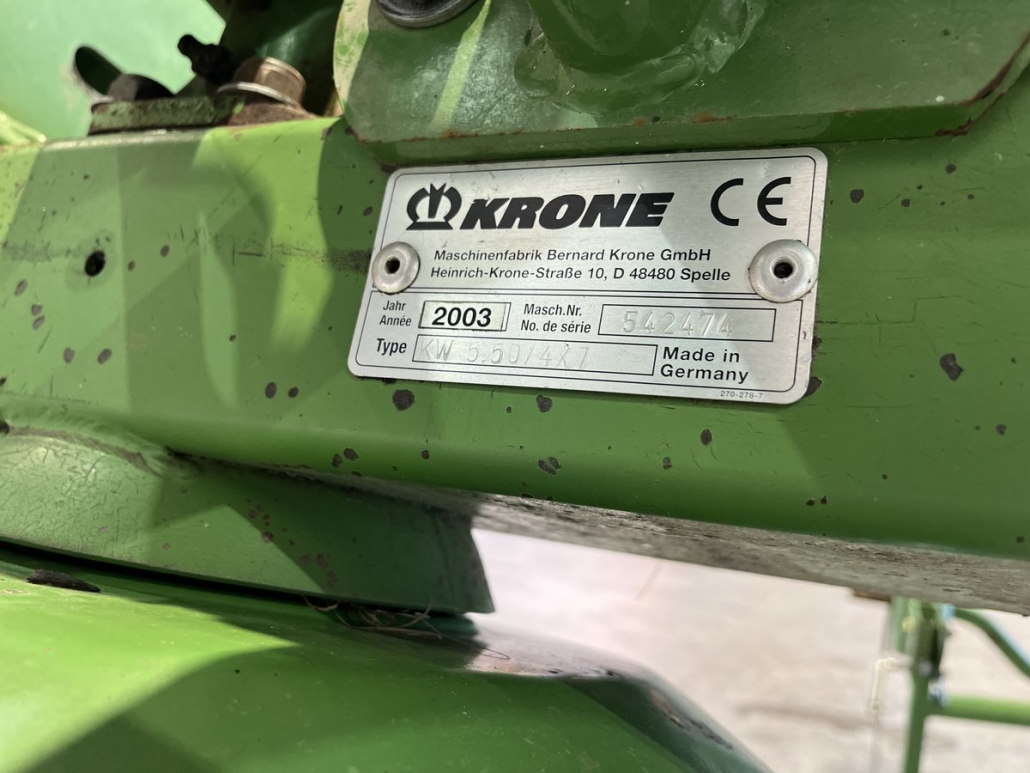 KRONE CE
Maschinenfabrik Bernard Krone GmbH
Heinrich-Krone-Straße 10, D 48480 Spelle
Jahr
Année
2003
Masch.Nr.
No. de série
542474
Type
KW 5.50/4X7
Made in
Germany
270-278-7